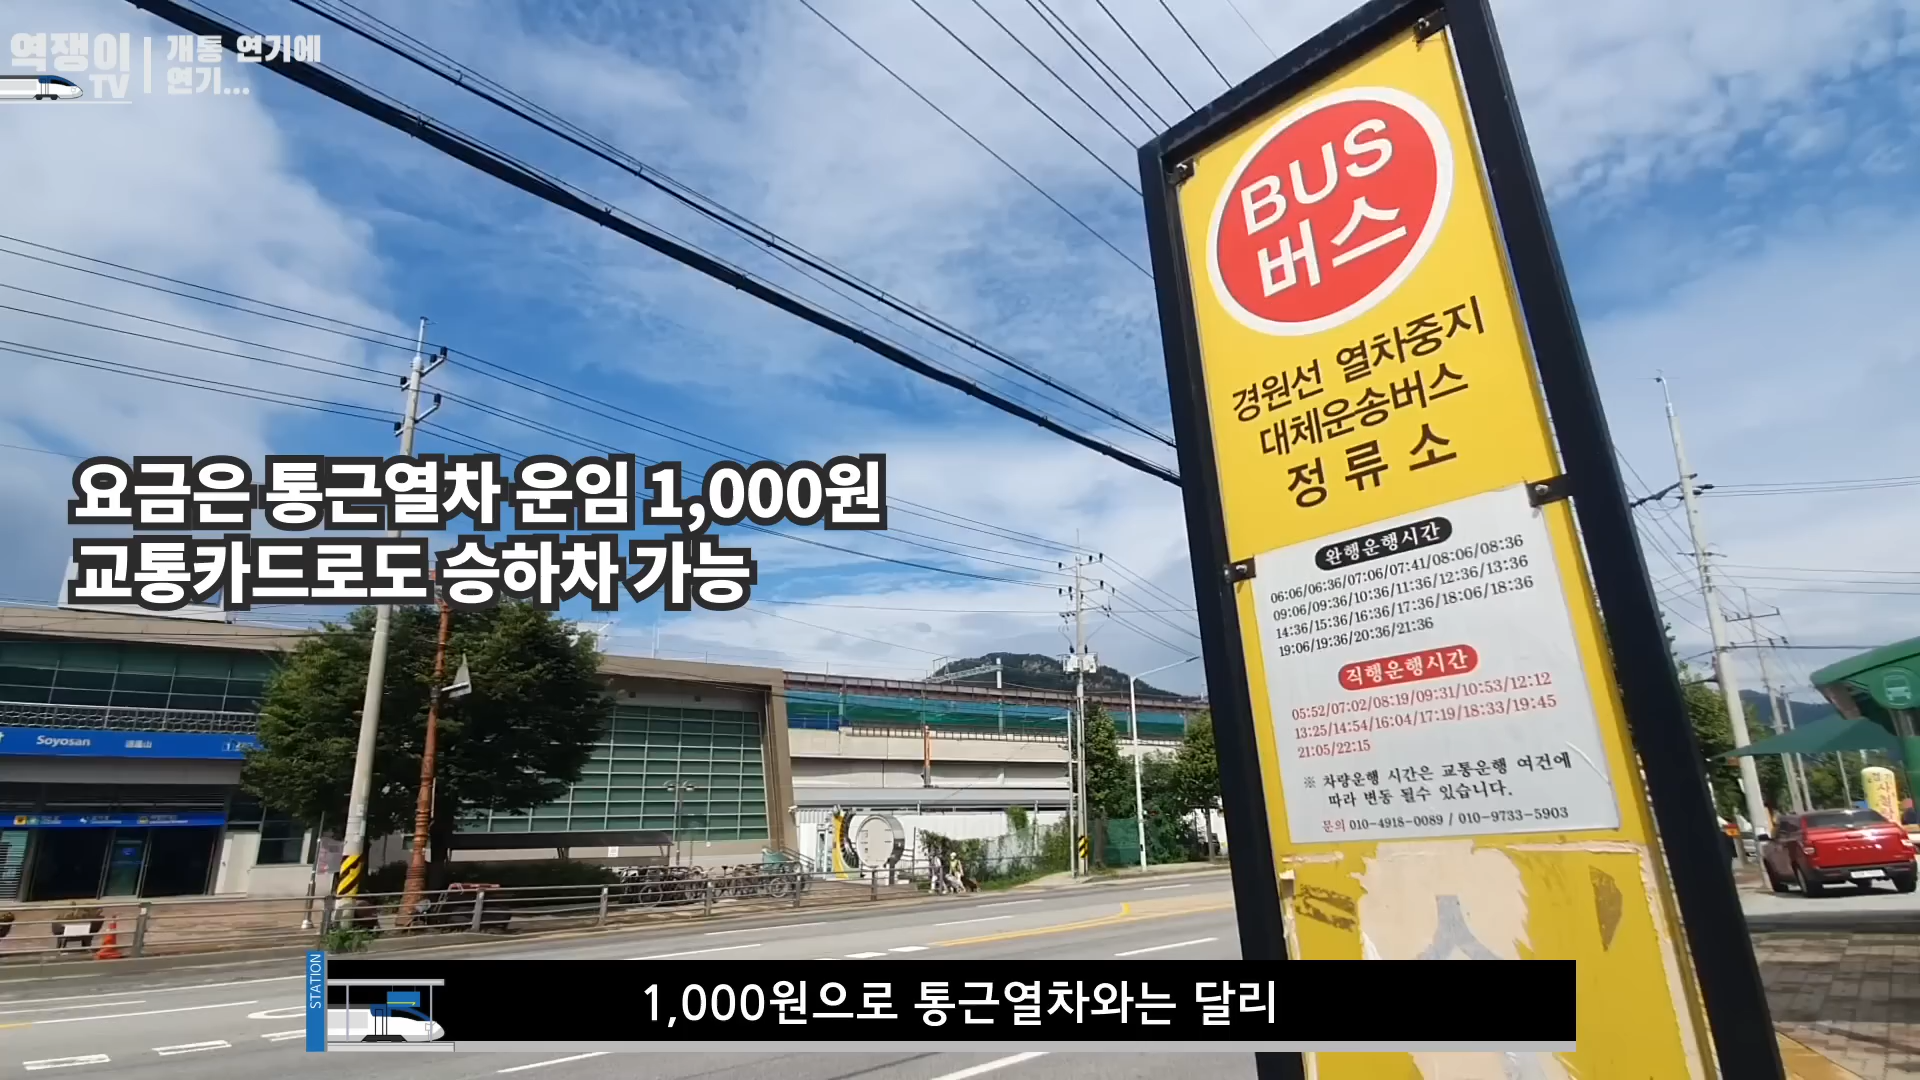 역쟁이
TV
개통 연기에
연기...
BUS
버스
경원선 열차중지
대체운송버스
정류소
요금은 통근열차 운임 1,000원
교통카드로도 승하차 가능
완행운행시간
06:06/06:36/07:06/07:41/08:06/08:36
09:06/09:36/10:36/11:36/12:36/13:36
14:36/15:36/16:36/17:36/18:06/18:36
19:06/19:36/20:36/21:36
직행운행시간
05:52/07:02/08:19/09:31/10:53/12:12
13:25/14:54/16:04/17:19/18:33/19:45
21:05/22:15
※ 차량운행 시간은 교통운행 여건에
따라 변동 될수 있습니다.
문의 010-4918-0089 / 010-9733-5903
Soyosan
STATION
1,000원으로 통근열차와는 달리